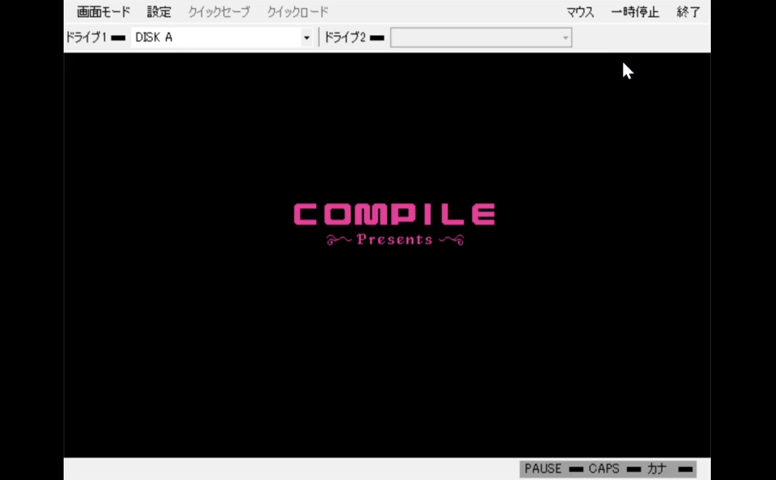 画面モード 設定 クイックセーブ クイックロード マウス 一時停止 終了
ドライブ1 DISK A ドライブ2
COMPILE
Presents
PAUSE CAPS カナ